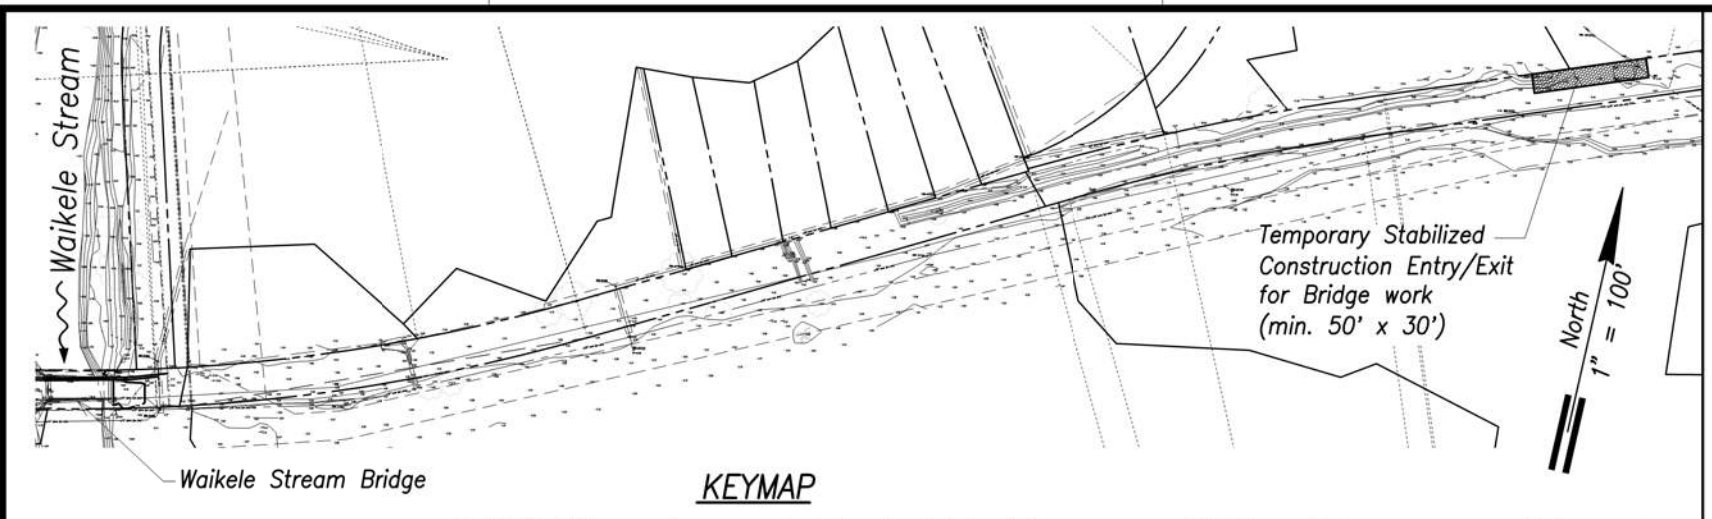 Waikele Stream
Temporary Stabilized
Construction Entry/Exit
for Bridge work
(min. 50' x 30')
North
1" = 100'
Waikele Stream Bridge
KEYMAP